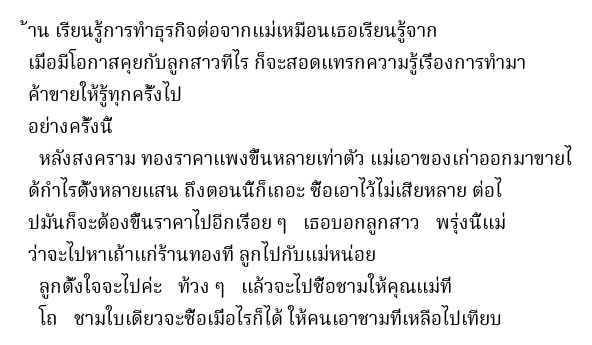 ้าน เรียนรู้การทำธุรกิจต่อจากแม่เหมือนเธอเรียนรู้จาก
เมื่อมีโอกาสคุยกับลูกสาวทีไร ก็จะสอดแทรกความรู้เรื่องการทำมา
ค้าขายให้รู้ทุกครั้งไป
อย่างครั้งนี้
หลังสงคราม ทองราคาแพงขึ้นหลายเท่าตัว แม่เอาของเก่าออกมาขายไ
ด้กำไรตั้งหลายแสน ถึงตอนนี้ก็เถอะ ซื้อเอาไว้ไม่เสียหลาย ต่อไ
ปมันก็จะต้องขึ้นราคาไปอีกเรื่อย ๆ เธอบอกลูกสาว พรุ่งนี้แม่
ว่าจะไปหาเถ้าแก่ร้านทองที่ ลูกไปกับแม่หน่อย
ลูกตั้งใจจะไปค่ะ ท้วง ๆ แล้วจะไปซื้อชามให้คุณแม่ที่
โถ ชามใบเดียวจะซื้อเมื่อไรก็ได้ ให้คนเอาชามที่เหลือไปเทียบ